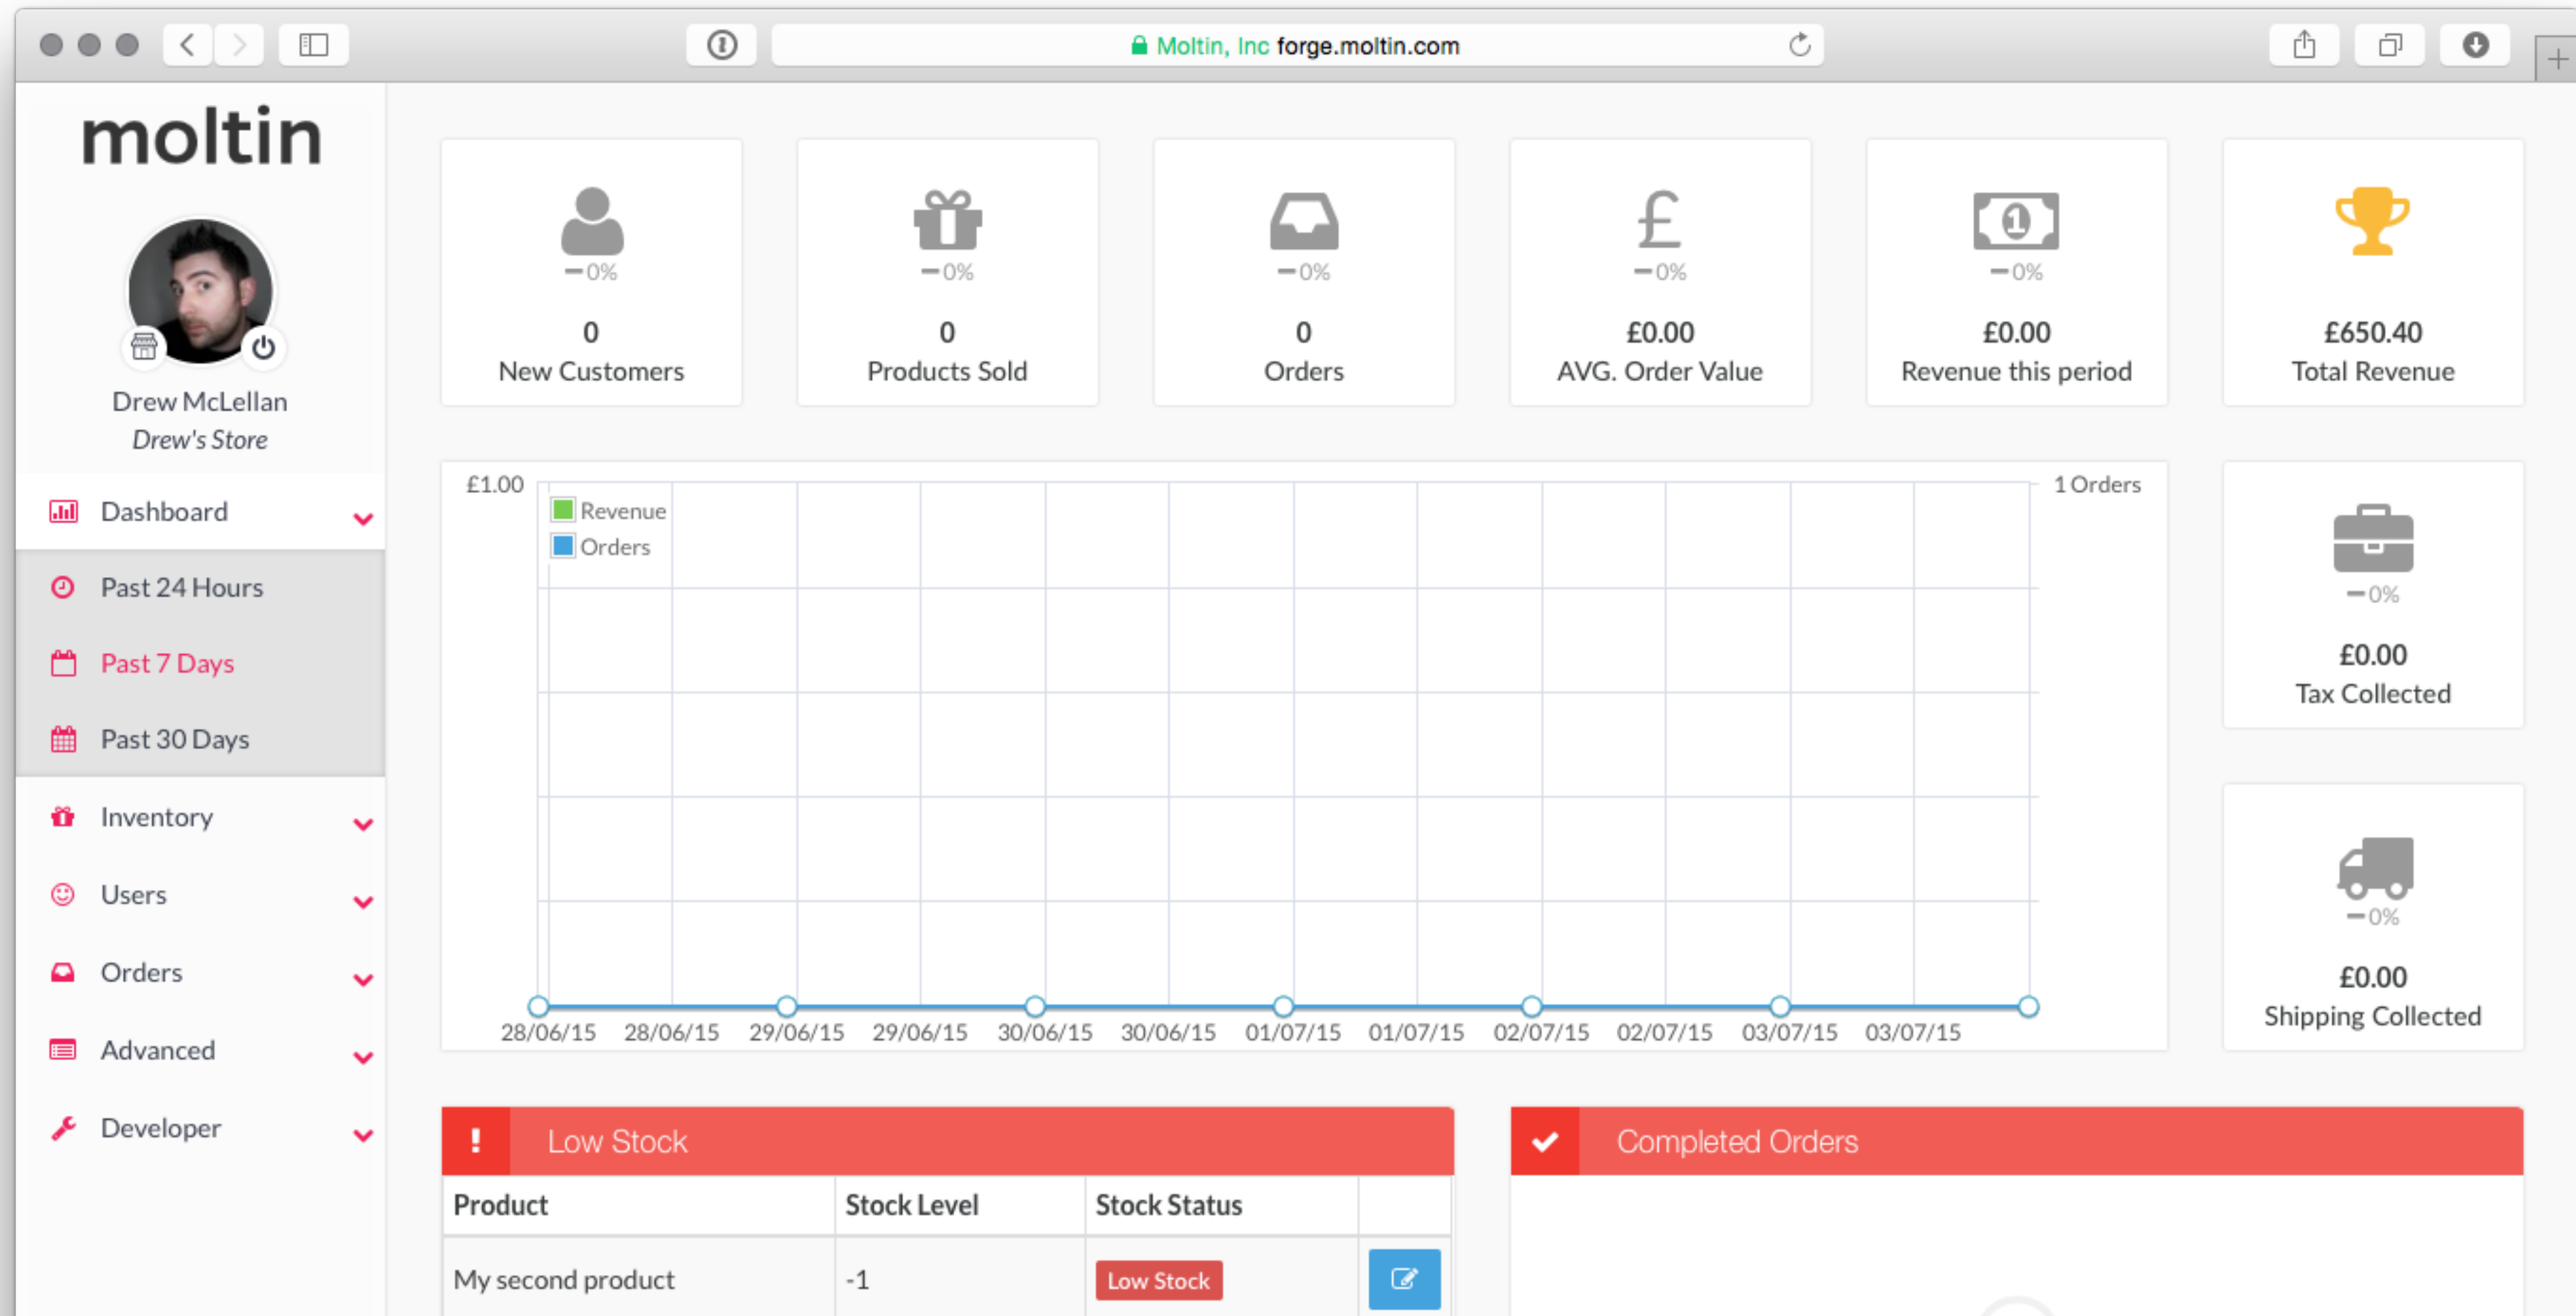 Moltin, Inc forge.moltin.com
moltin
Drew McLellan
Drew's Store
Dashboard
Past 24 Hours
Past 7 Days
Past 30 Days
Inventory
Users
Orders
Advanced
Developer
0%
0
New Customers
0%
0
Products Sold
0%
0
Orders
0%
£0.00
AVG. Order Value
1
0%
£0.00
Revenue this period
£650.40
Total Revenue
£1.00
Revenue
Orders
1 Orders
28/06/15 28/06/15 29/06/15 29/06/15 30/06/15 30/06/15 01/07/15 01/07/15 02/07/15 02/07/15 03/07/15 03/07/15
0%
£0.00
Tax Collected
0%
£0.00
Shipping Collected
! Low Stock
Product Stock Level Stock Status
My second product -1 Low Stock
Completed Orders